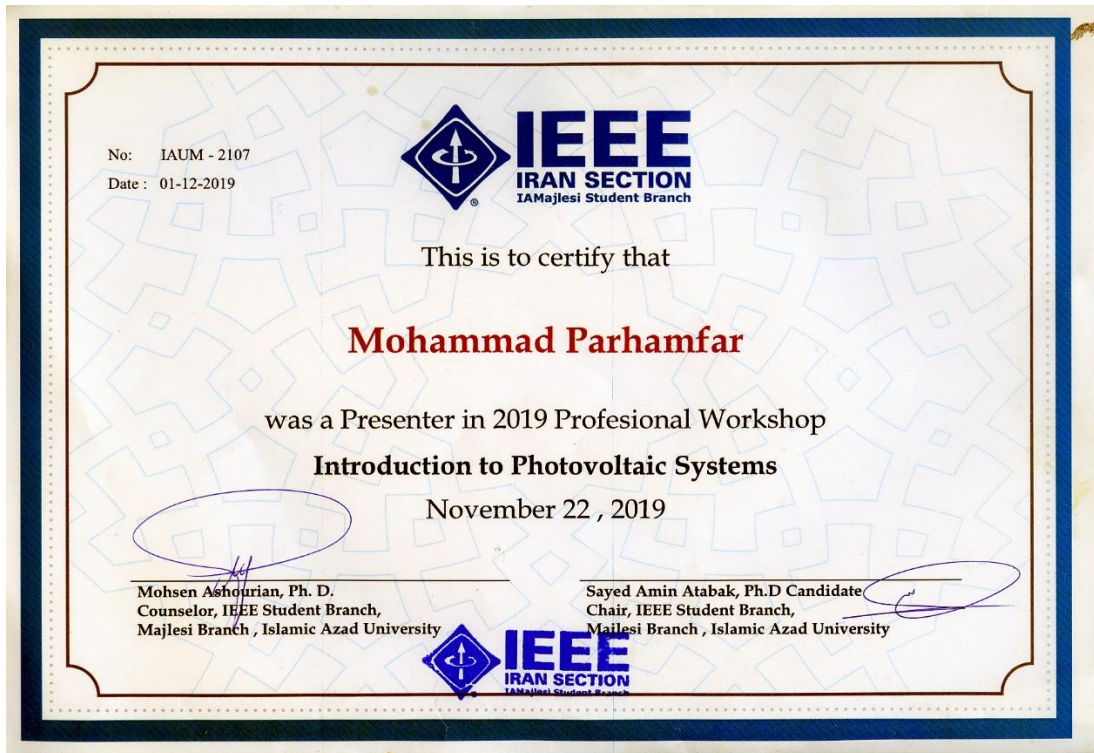 IEEE
IRAN SECTION
IAMajlesi Student Branch
®
No: IAUM - 2107
Date : 01-12-2019
This is to certify that
Mohammad Parhamfar
was a Presenter in 2019 Profesional Workshop
Introduction to Photovoltaic Systems
November 22 , 2019
Mohsen Ashourian, Ph. D.
Counselor, IEEE Student Branch,
Majlesi Branch , Islamic Azad University
Sayed Amin Atabak, Ph.D Candidate
Chair, IEEE Student Branch,
Majlesi Branch , Islamic Azad University
IEEE
IRAN SECTION
IAMajlesi Student Branch